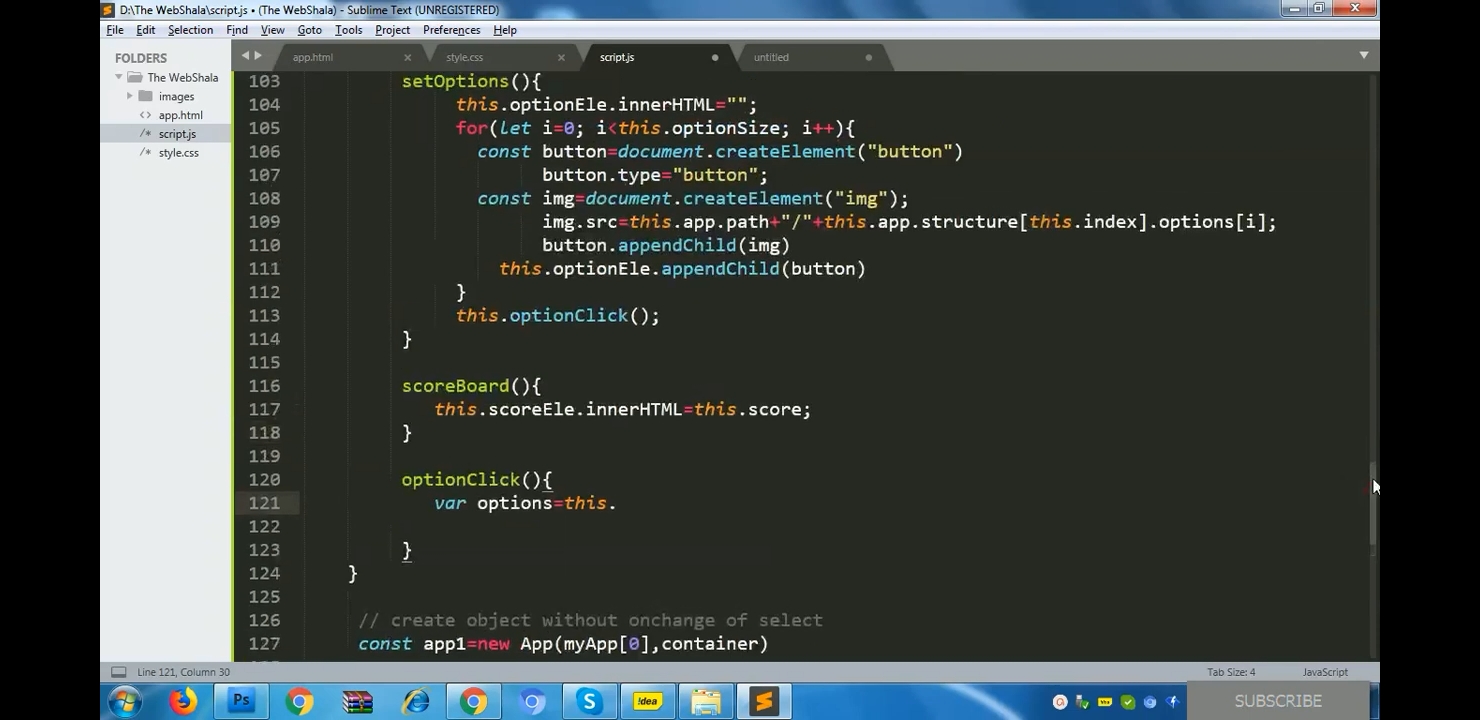 D:\The WebShala\script.js • (The WebShala) - Sublime Text (UNREGISTERED)
File Edit Selection Find View Goto Tools Project Preferences Help
FOLDERS
The WebShala
images
app.html
script.js
style.css
app.html style.css script.js untitled
103 setOptions(){
104 this.optionEle.innerHTML="";
105 for(let i=0; i<this.optionSize; i++){
106 const button=document.createElement("button")
107 button.type="button";
108 const img=document.createElement("img");
109 img.src=this.app.path+"/"+this.app.structure[this.index].options[i];
110 button.appendChild(img)
111 this.optionEle.appendChild(button)
112 }
113 this.optionClick();
114 }
115
116 scoreBoard(){
117 this.scoreEle.innerHTML=this.score;
118 }
119
120 optionClick(){
121 var options=this.
122
123 }
124 }
125
126 // create object without onchange of select
127 const app1=new App(myApp[0],container)
Line 121, Column 30 Tab Size: 4 JavaScript
Ps !dea SUBSCRIBE